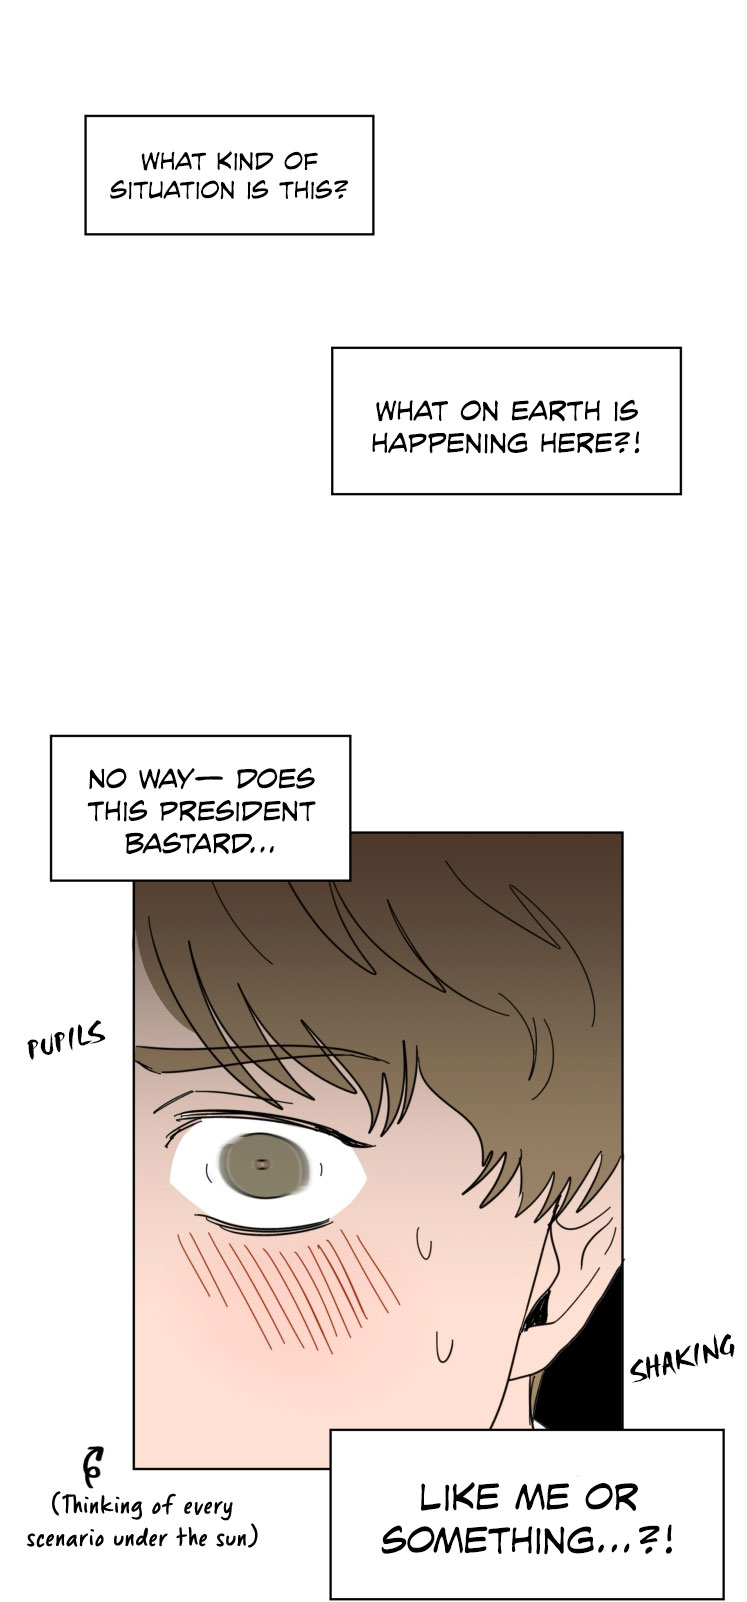 WHAT KIND OF
SITUATION IS THIS?
WHAT ON EARTH IS
HAPPENING HERE?!
NO WAY— DOES
THIS PRESIDENT
BASTARD...
PUPILS
SHAKING
(Thinking of every
scenario under the sun)
LIKE ME OR
SOMETHING...?!